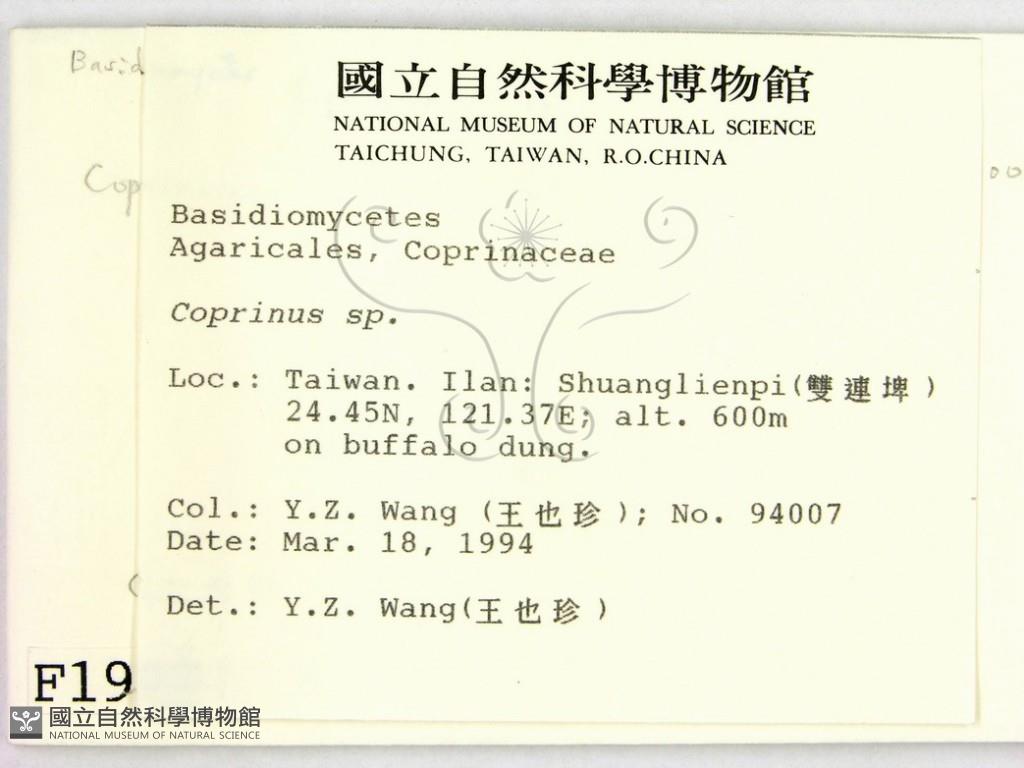 Basid
國立自然科學博物館
NATIONAL MUSEUM OF NATURAL SCIENCE
TAICHUNG, TAIWAN, R.O.CHINA
Cop
Basidiomycetes
Agaricales, Coprinaceae
Coprinus sp.
Loc.: Taiwan. Ilan: Shuanglienpi(雙連埤)
24.45N, 121.37E; alt. 600m
on buffalo dung.
Col.: Y.Z. Wang (王也珍); No. 94007
Date: Mar. 18, 1994
Det.: Y.Z. Wang(王也珍)
F19
國立自然科學博物館
NATIONAL MUSEUM OF NATURAL SCIENCE